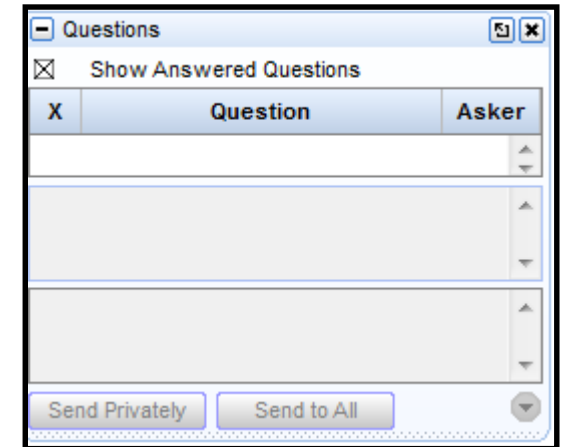 Questions
Show Answered Questions
X Question Asker
Send Privately Send to All